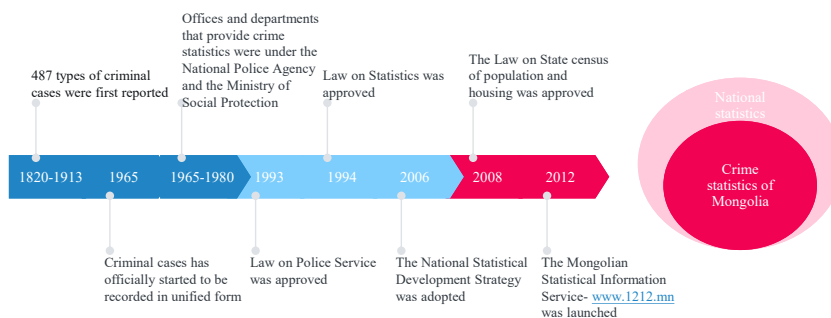 Offices and departments
that provide crime
statistics were under the
National Police Agency
and the Ministry of
Social Protection
487 types of criminal
cases were first reported
Law on Statistics was
approved
The Law on State census
of population and
housing was approved
1820-1913
1965
1965-1980
1993
1994
2006
2008
2012
Criminal cases has
officially started to be
recorded in unified form
Law on Police Service
was approved
The National Statistical
Development Strategy
was adopted
The Mongolian
Statistical Information
Service- www.1212.mn
was launched
National
statistics
Crime
statistics of
Mongolia